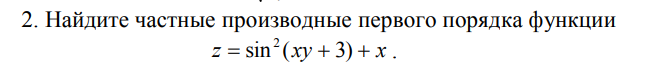 2. Найдите частные производные первого порядка функции
z = sin²(xy + 3) + x .